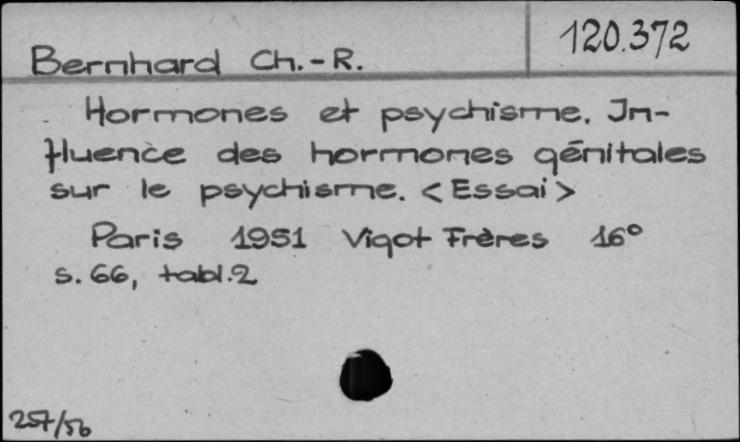 120.372
Bernhard Ch.-R.
Hormones et psychisme. In-
fluence des hormones génitales
sur le psychisme. <Essai>
Paris 1951 Vigot Frères 16°
s. 66, tabl. 2
257/56